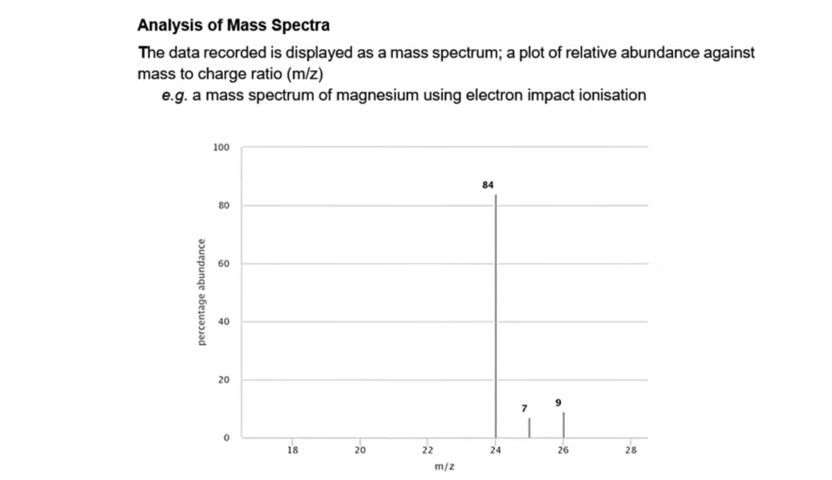 Analysis of Mass Spectra
The data recorded is displayed as a mass spectrum; a plot of relative abundance against
mass to charge ratio (m/z)
e.g. a mass spectrum of magnesium using electron impact ionisation
100
84
80
percentage abundance
60
40
20
7
9
0
18
20
22
24
26
28
m/z